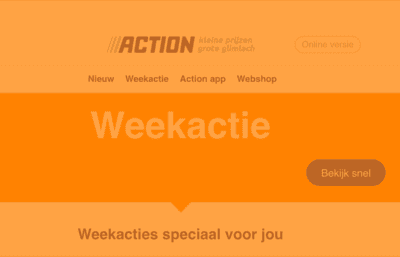 ACTION
kleine prijzen
grote glimlach
Online versie
Nieuw Weekactie Action app Webshop
Weekactie
Bekijk snel
Weekacties speciaal voor jou